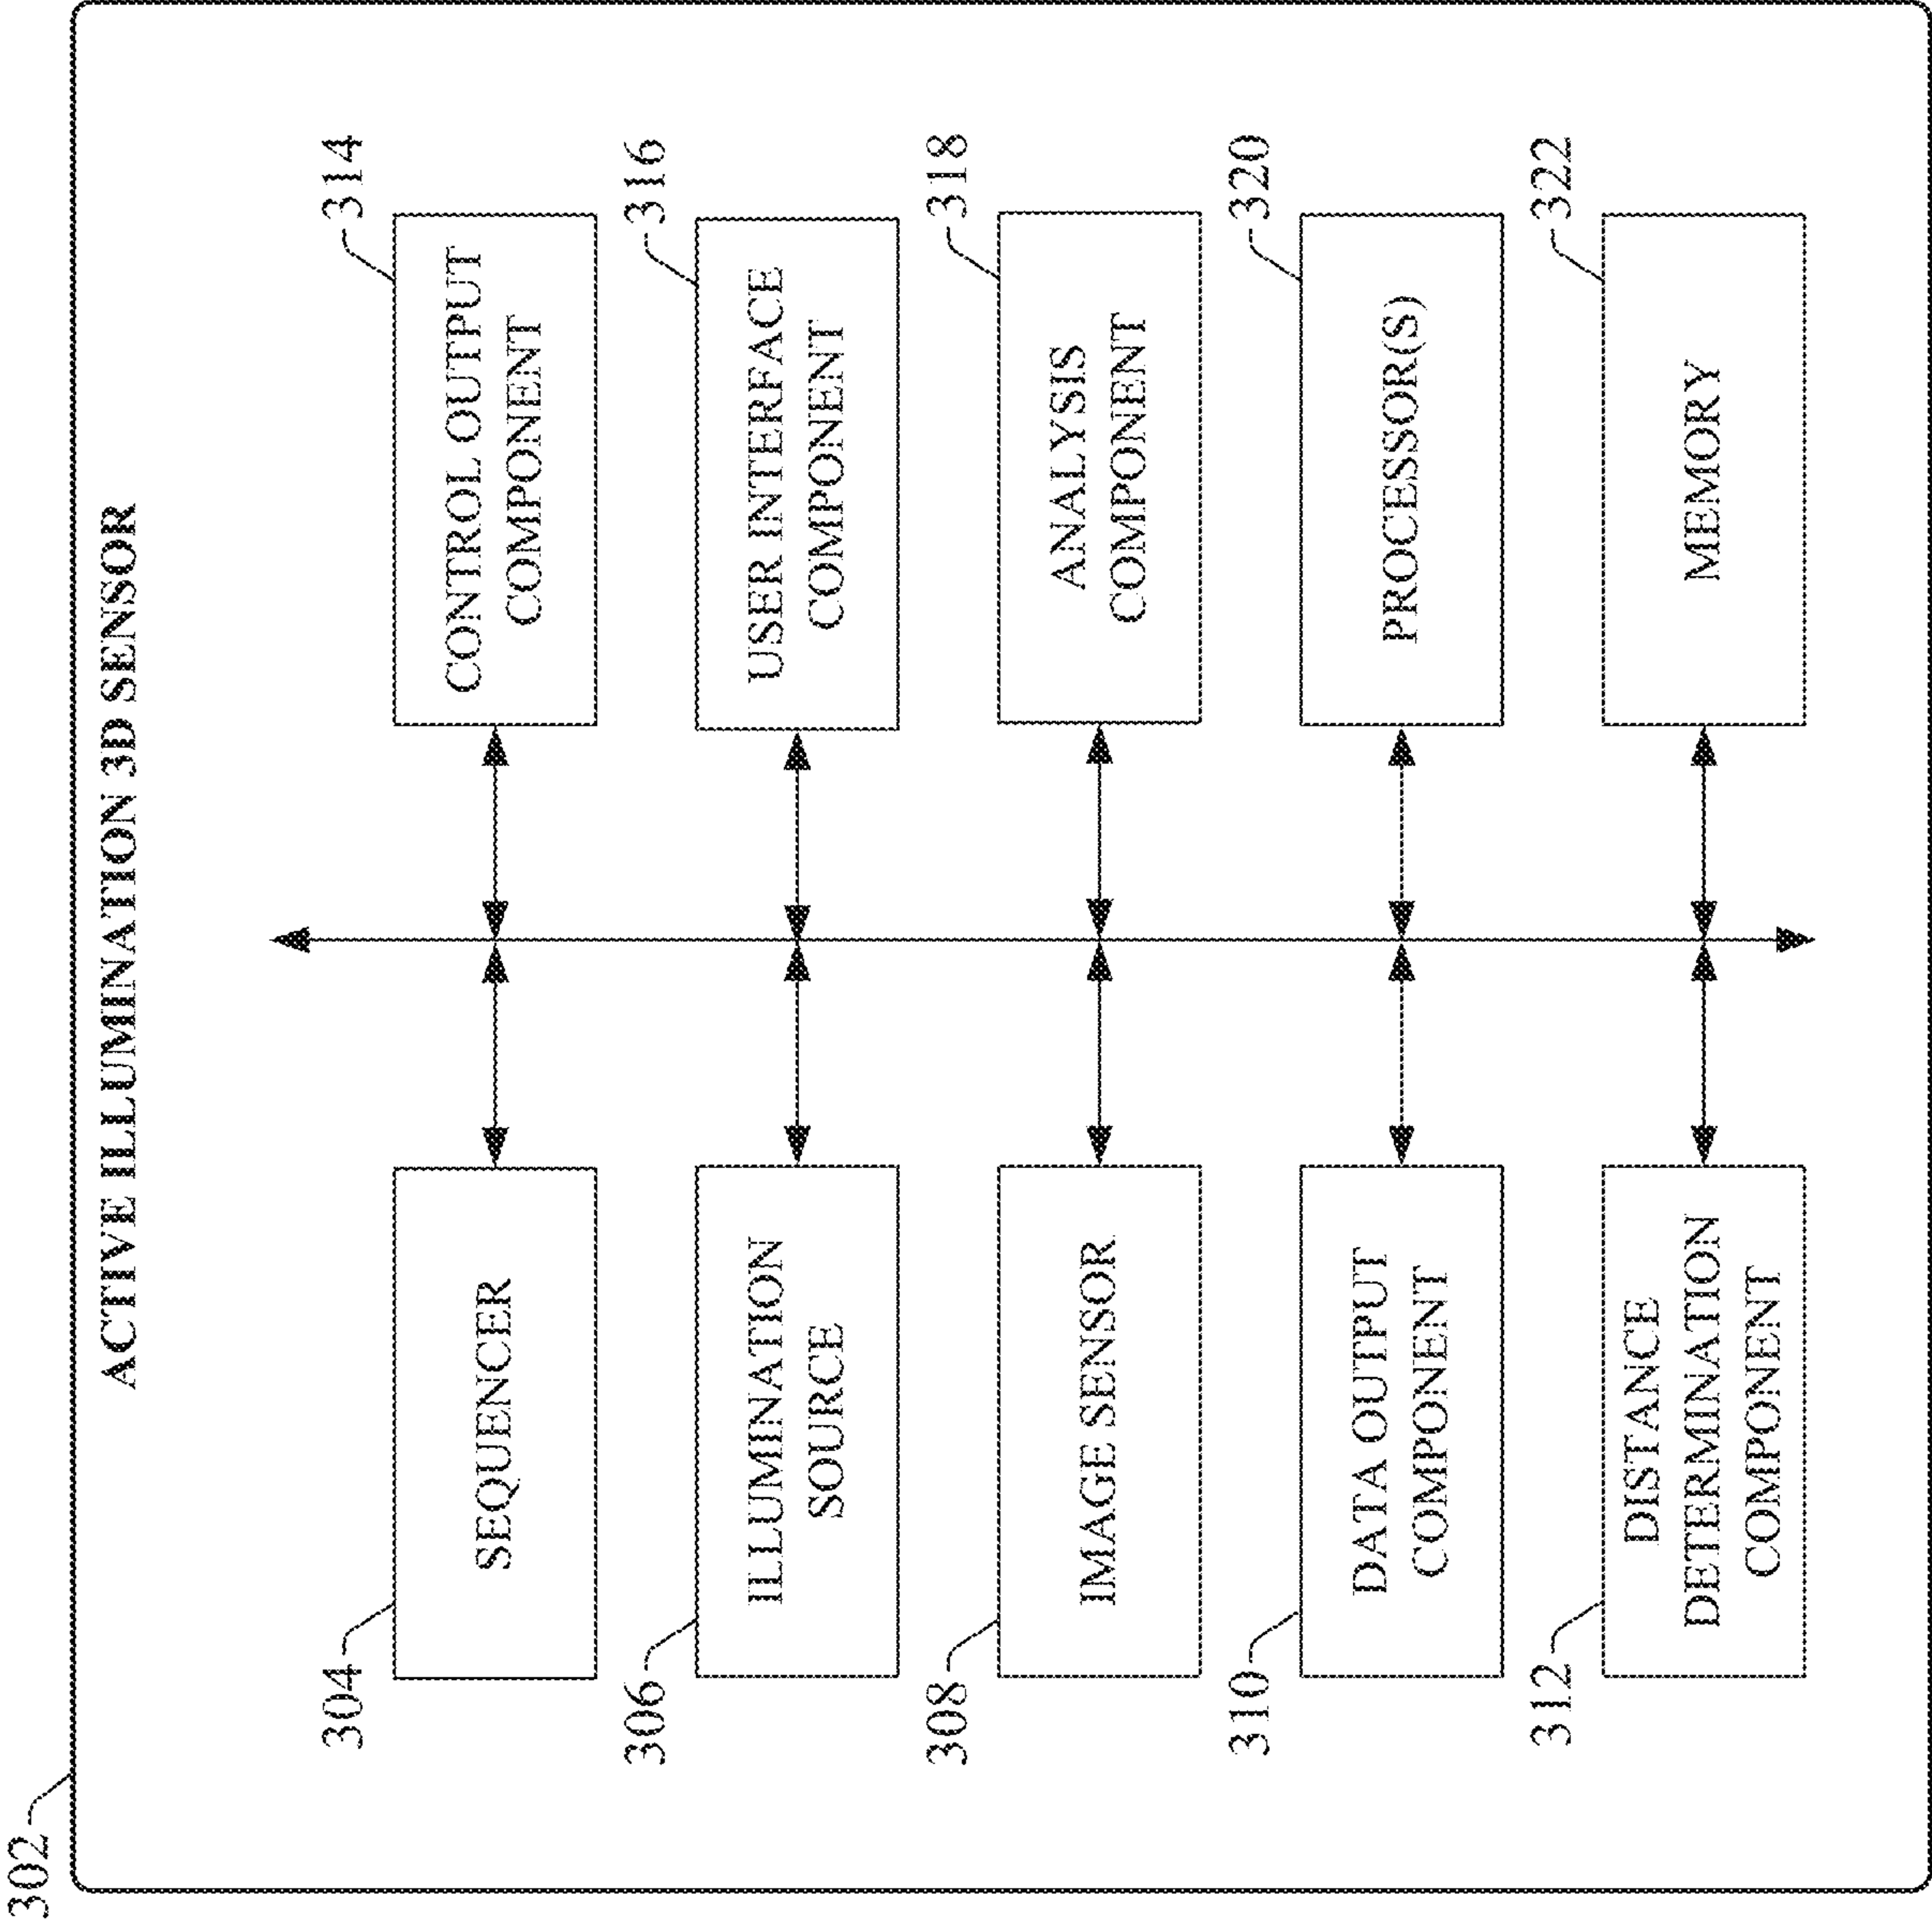 302
ACTIVE ILLUMINATION 3D SENSOR
304
SEQUENCER
306
ILLUMINATION
SOURCE
308
IMAGE SENSOR
310
DATA OUTPUT
COMPONENT
312
DISTANCE
DETERMINATION
COMPONENT
314
CONTROL OUTPUT
COMPONENT
316
USER INTERFACE
COMPONENT
318
ANALYSIS
COMPONENT
320
PROCESSOR(S)
322
MEMORY